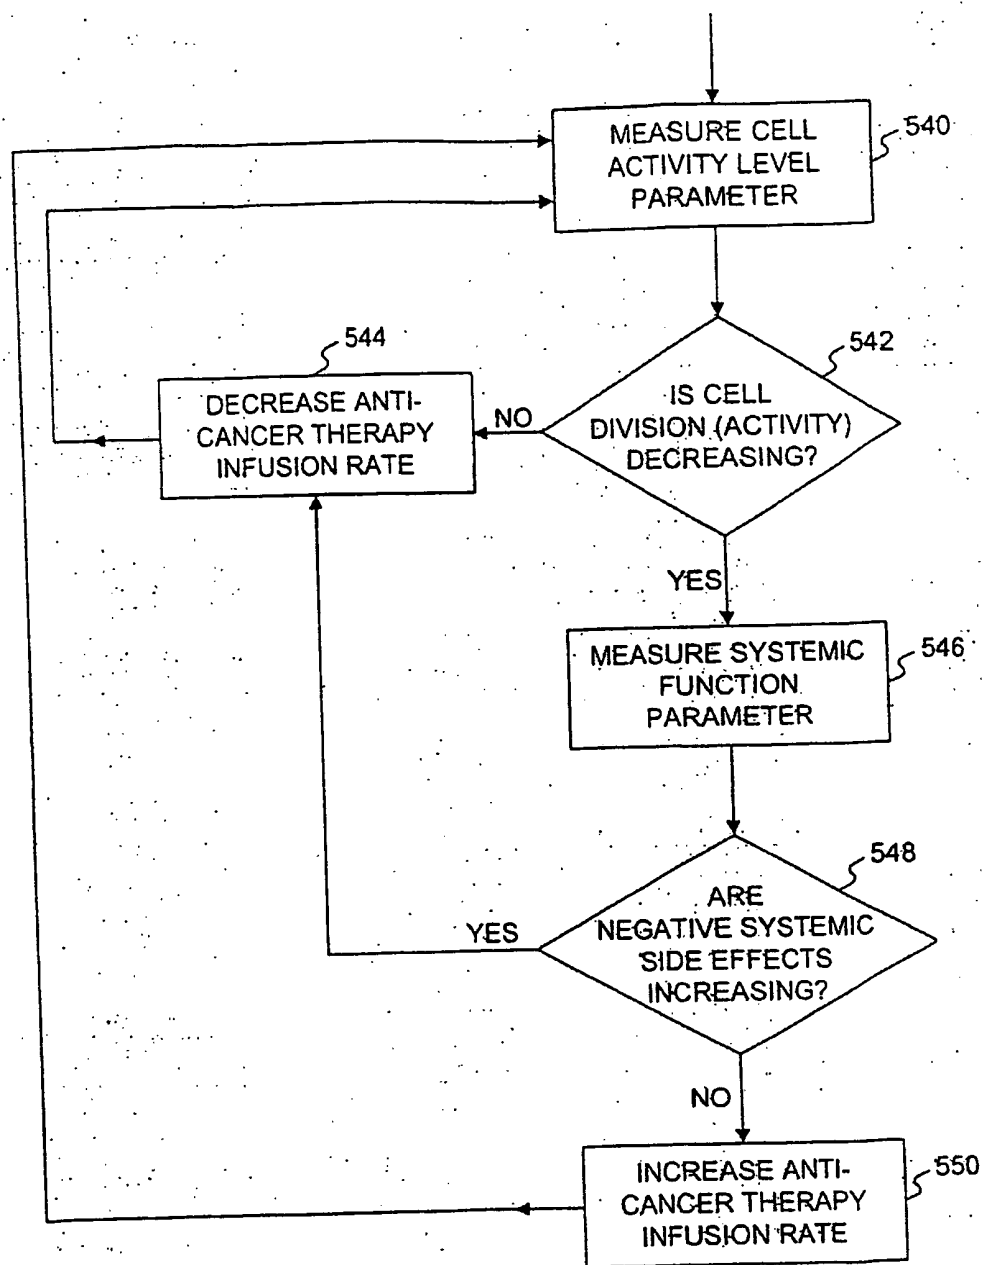 MEASURE CELL
ACTIVITY LEVEL
PARAMETER
540
IS CELL
DIVISION (ACTIVITY)
DECREASING?
542
NO
544
DECREASE ANTI-
CANCER THERAPY
INFUSION RATE
YES
MEASURE SYSTEMIC
FUNCTION
PARAMETER
546
ARE
NEGATIVE SYSTEMIC
SIDE EFFECTS
INCREASING?
548
YES
NO
INCREASE ANTI-
CANCER THERAPY
INFUSION RATE
550